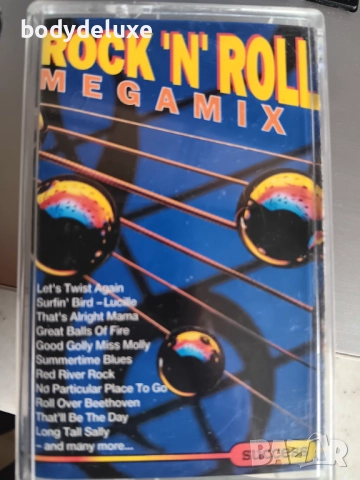 bodydeluxe
ROCK 'N' ROLL
MEGAMIX
Let's Twist Again
Surfin' Bird – Lucille
That's Alright Mama
Great Balls Of Fire
Good Golly Miss Molly
Summertime Blues
Red River Rock
No Particular Place To Go
Roll Over Beethoven
That'll Be The Day
Long Tall Sally
– and many more...
success
BAZAR